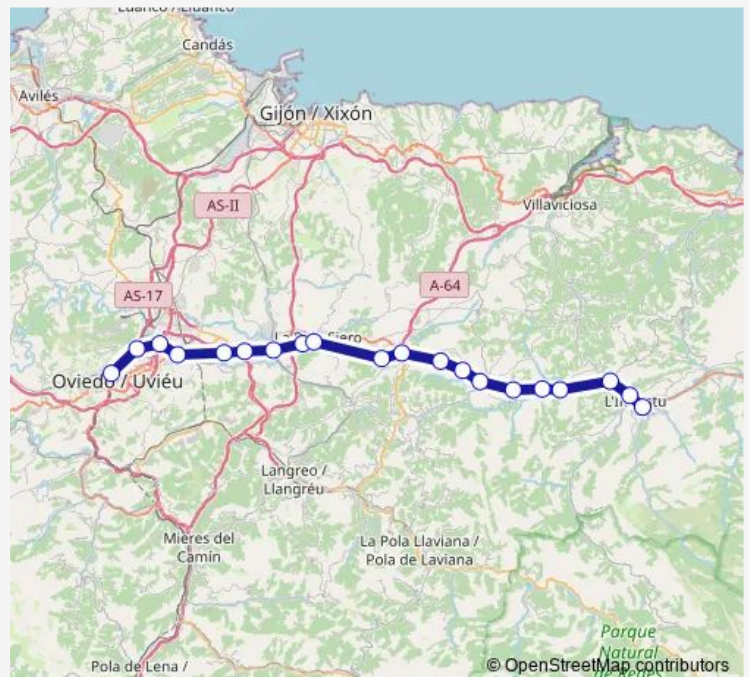 Candás
Avilés
Gijón / Xixón
AS-II
Villaviciosa
A-64
AS-17
Oviedo / Uviéu
Langreo /
Llangréu
Mieres del
Camín
La Pola Llaviana /
Pola de Laviana
Parque
Natural
Pola de Lena /
© OpenStreetMap contributors